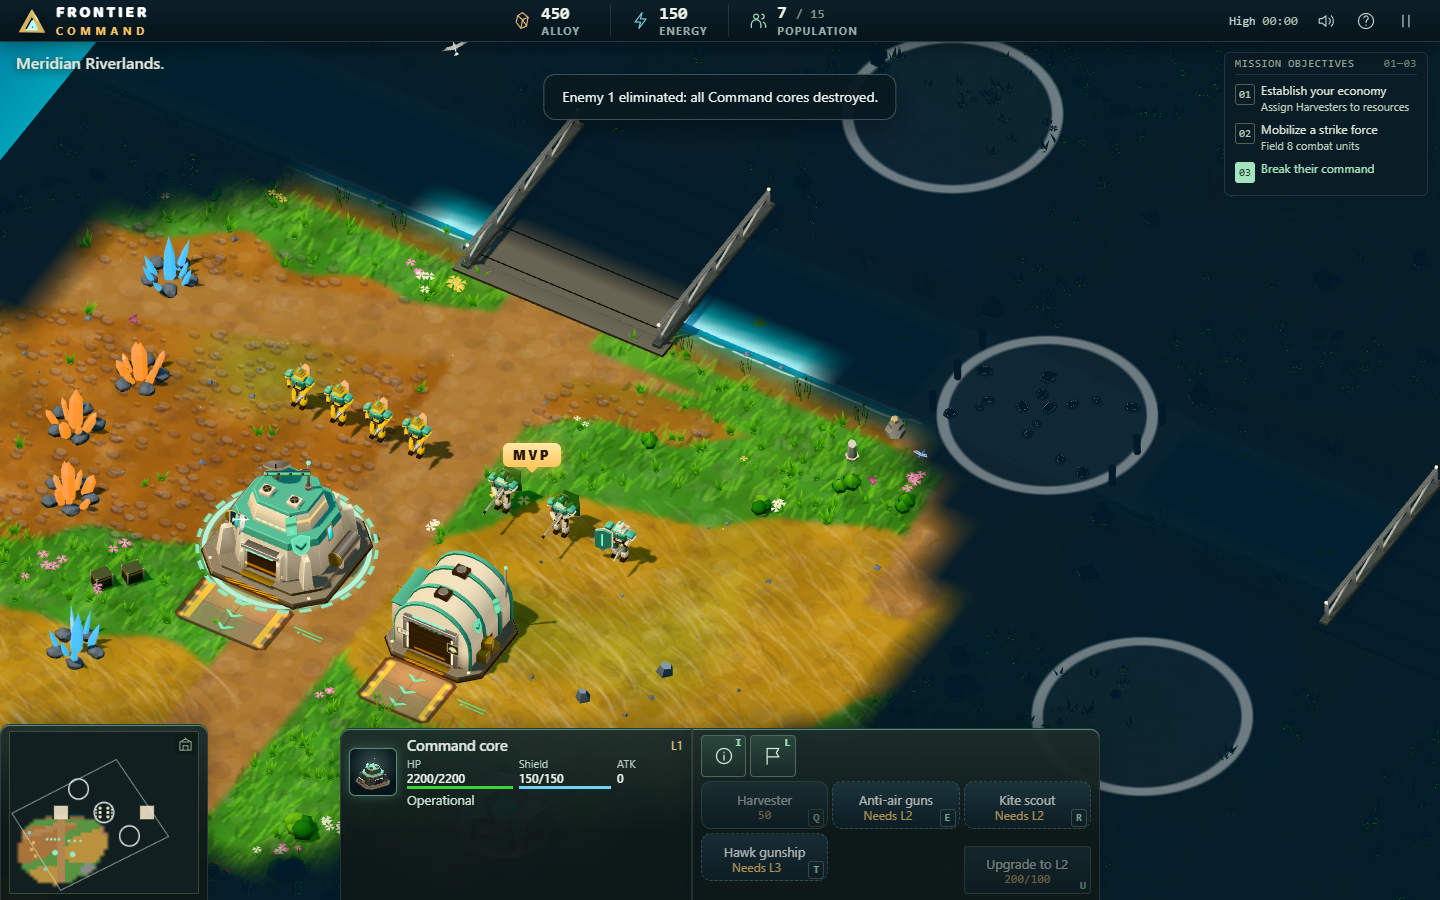 FRONTIER
COMMAND
450
ALLOY
150
ENERGY
7 / 15
POPULATION
High 00:00
Meridian Riverlands.
Enemy 1 eliminated: all Command cores destroyed.
MISSION OBJECTIVES 01—03
01 Establish your economy
Assign Harvesters to resources
02 Mobilize a strike force
Field 8 combat units
03 Break their command
MVP
Command core L1
HP Shield ATK
2200/2200 150/150 0
Operational
I L
Harvester
50 Q
Anti-air guns
Needs L2 E
Kite scout
Needs L2 R
Hawk gunship
Needs L3 T
Upgrade to L2
200/100
U